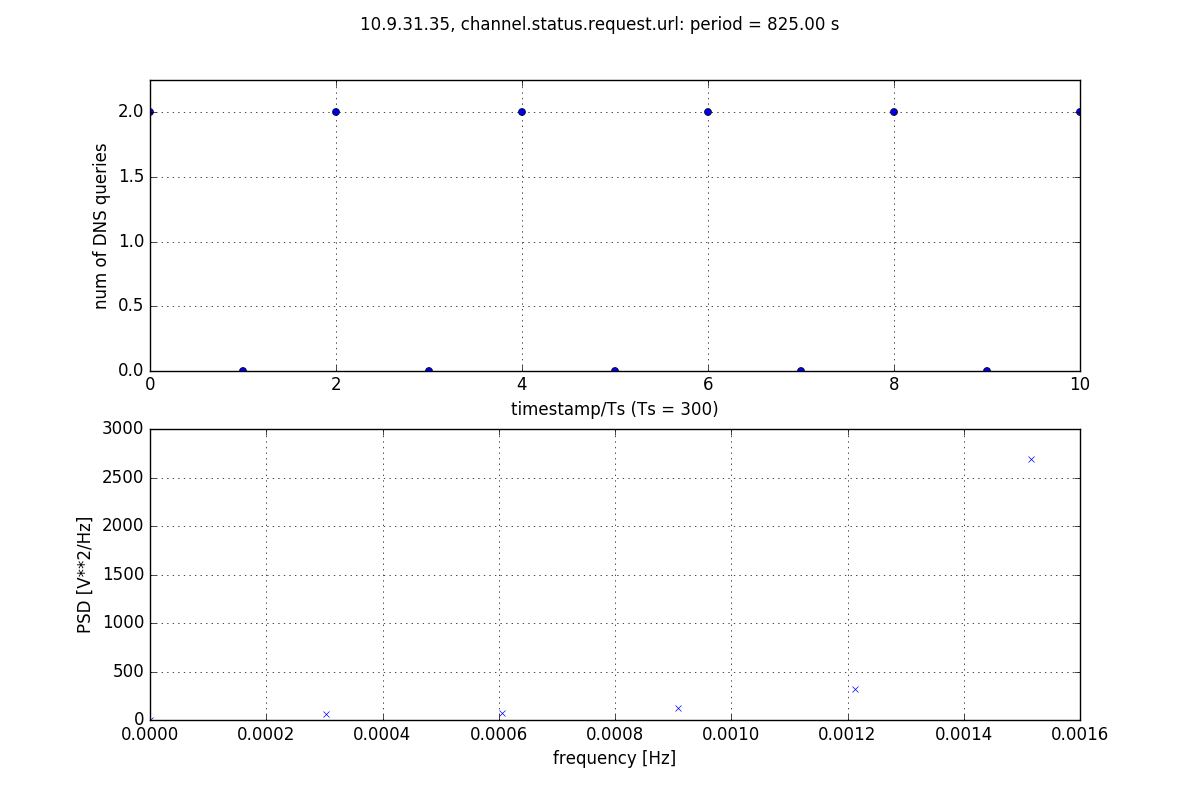 10.9.31.35, channel.status.request.url: period = 825.00 s
2.0
1.5
1.0
0.5
0.0
num of DNS queries
0 2 4 6 8 10
timestamp/Ts (Ts = 300)
3000
2500
2000
1500
1000
500
0
PSD [V**2/Hz]
0.0000 0.0002 0.0004 0.0006 0.0008 0.0010 0.0012 0.0014 0.0016
frequency [Hz]